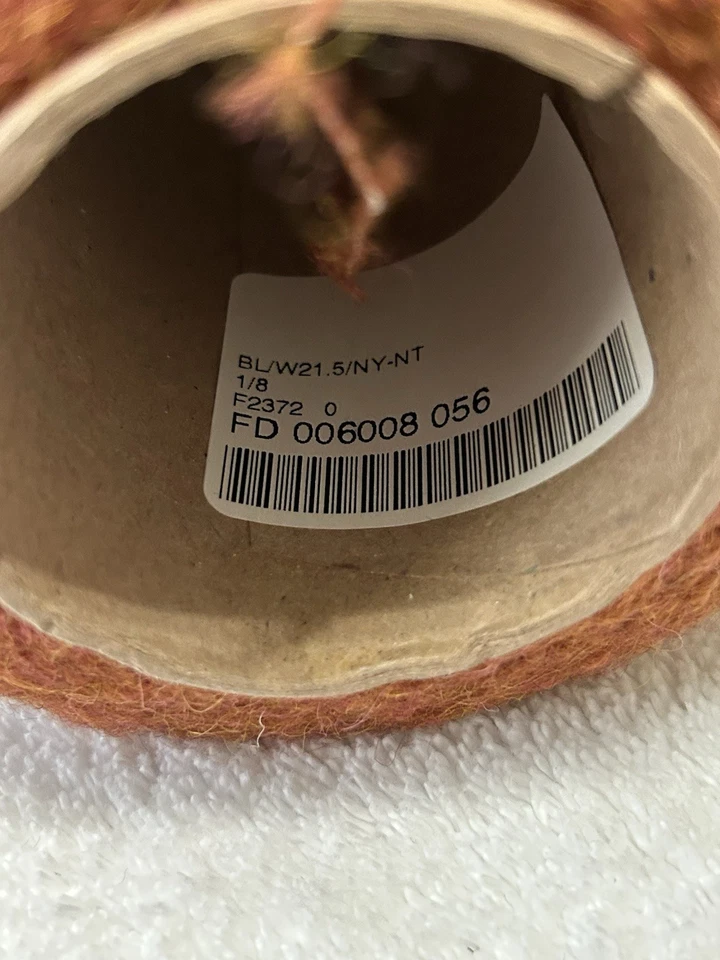 BL/W21.5/NY-NT
1/8
F2372 0
FD 006008 056